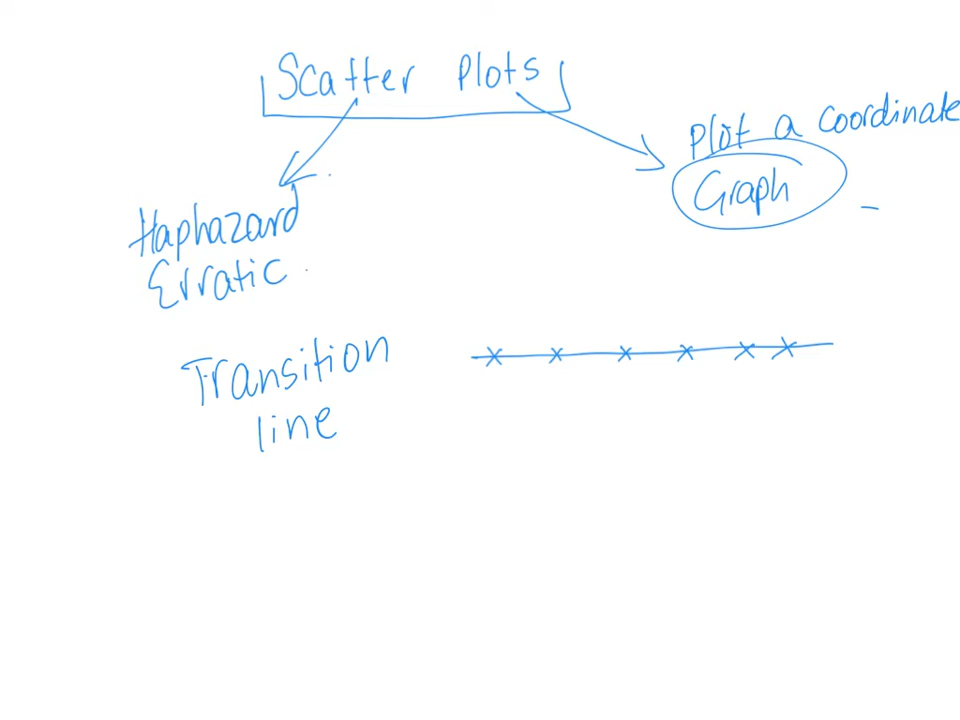 Scatter Plots
Plot a coordinate
Graph
Haphazard
Erratic
Transition
line